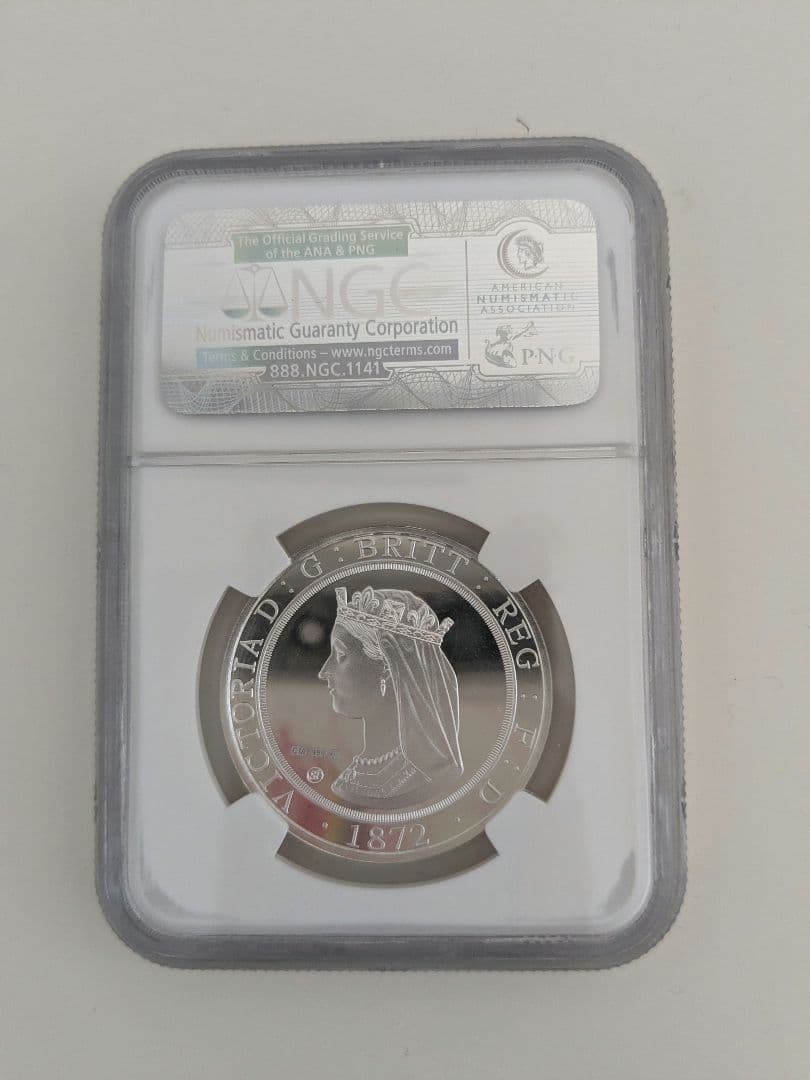 The Official Grading Service
of the ANA & PNG
NGC
Numismatic Guaranty Corporation
Terms & Conditions – www.ngcterms.com
888.NGC.1141
AMERICAN
NUMISMATIC
ASSOCIATION
P·N·G
VICTORIA D : G : BRITT : REG : F : D ·
· 1872